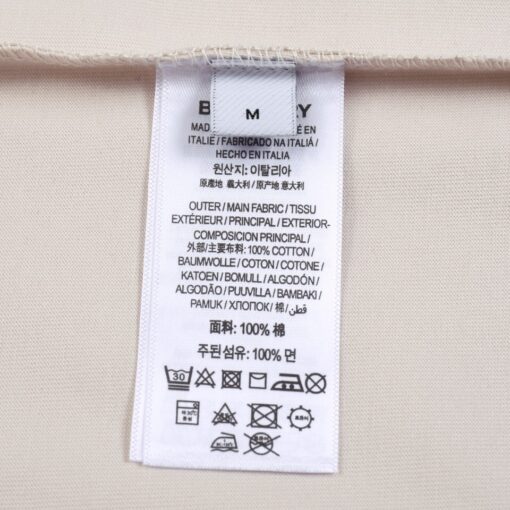 M
B RY
MAD É EN
ITALIE / FABRICADO NA ITALIÁ /
HECHO EN ITALIA
원산지: 이탈리아
原產地 義大利 / 原产地 意大利
OUTER / MAIN FABRIC / TISSU
EXTÉRIEUR / PRINCIPAL / EXTERIOR-
COMPOSICION PRINCIPAL /
外部/主要布料: 100% COTTON /
BAUMWOLLE / COTON / COTONE /
KATOEN / BOMULL / ALGODÓN /
ALGODÃO / PUUVILLA / BAMBAKI /
PAMUK / ХЛОПОК / 棉 / قطن /
面料: 100% 棉
주된섬유: 100% 면
30